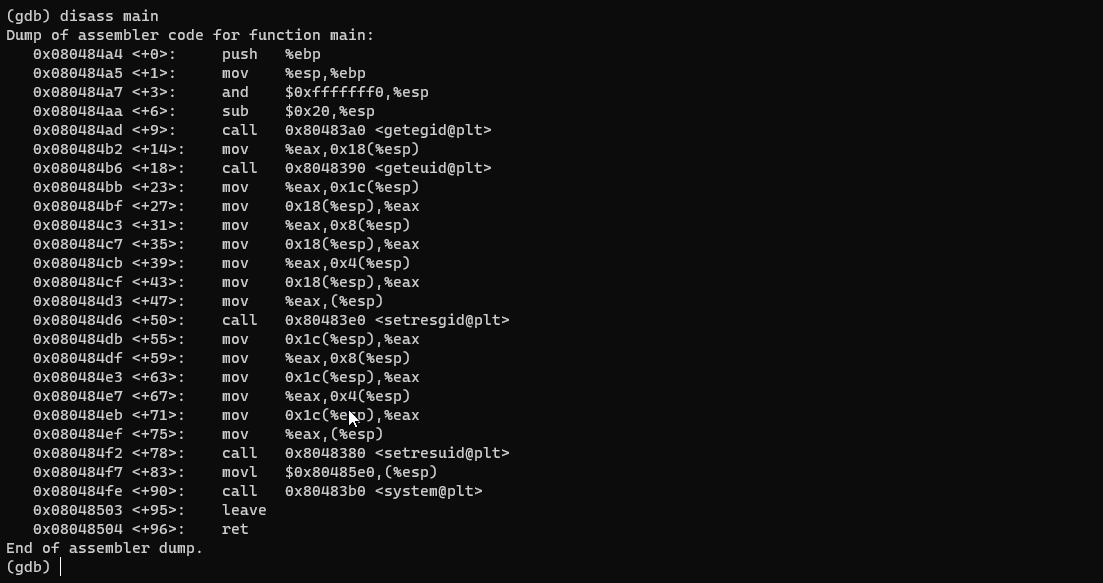 (gdb) disass main
Dump of assembler code for function main:
   0x080484a4 <+0>:     push   %ebp
   0x080484a5 <+1>:     mov    %esp,%ebp
   0x080484a7 <+3>:     and    $0xfffffff0,%esp
   0x080484aa <+6>:     sub    $0x20,%esp
   0x080484ad <+9>:     call   0x80483a0 <getegid@plt>
   0x080484b2 <+14>:    mov    %eax,0x18(%esp)
   0x080484b6 <+18>:    call   0x8048390 <geteuid@plt>
   0x080484bb <+23>:    mov    %eax,0x1c(%esp)
   0x080484bf <+27>:    mov    0x18(%esp),%eax
   0x080484c3 <+31>:    mov    %eax,0x8(%esp)
   0x080484c7 <+35>:    mov    0x18(%esp),%eax
   0x080484cb <+39>:    mov    %eax,0x4(%esp)
   0x080484cf <+43>:    mov    0x18(%esp),%eax
   0x080484d3 <+47>:    mov    %eax,(%esp)
   0x080484d6 <+50>:    call   0x80483e0 <setresgid@plt>
   0x080484db <+55>:    mov    0x1c(%esp),%eax
   0x080484df <+59>:    mov    %eax,0x8(%esp)
   0x080484e3 <+63>:    mov    0x1c(%esp),%eax
   0x080484e7 <+67>:    mov    %eax,0x4(%esp)
   0x080484eb <+71>:    mov    0x1c(%esp),%eax
   0x080484ef <+75>:    mov    %eax,(%esp)
   0x080484f2 <+78>:    call   0x8048380 <setresuid@plt>
   0x080484f7 <+83>:    movl   $0x80485e0,(%esp)
   0x080484fe <+90>:    call   0x80483b0 <system@plt>
   0x08048503 <+95>:    leave
   0x08048504 <+96>:    ret
End of assembler dump.
(gdb)